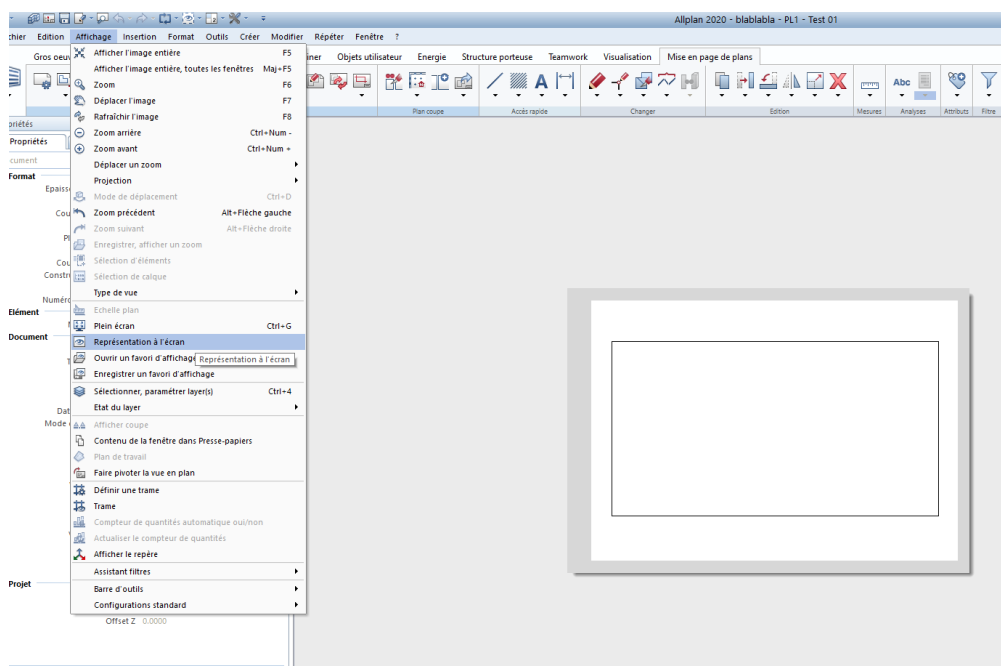 Allplan 2020 - blablabla - PL1 - Test 01
chier Edition Affichage Insertion Format Outils Créer Modifier Répéter Fenêtre ?
Gros oeuv iner Objets utilisateur Energie Structure porteuse Teamwork Visualisation Mise en page de plans
Abc
Plan coupe Accès rapide Changer Edition Mesures Analyses Attributs Filtre
opriétés
Propriétés
ocument
Format
Epaisse
Cou
Pl
Cou
Constru
Numéro
Elément
Document
T
Dat
Mode d
Projet
Offset Z 0.0000
Afficher l'image entière F5
Afficher l'image entière, toutes les fenêtres Maj+F5
Zoom F6
Déplacer l'image F7
Rafraîchir l'image F8
Zoom arrière Ctrl+Num -
Zoom avant Ctrl+Num +
Déplacer un zoom
Projection
Mode de déplacement Ctrl+D
Zoom précédent Alt+Flèche gauche
Zoom suivant Alt+Flèche droite
Enregistrer, afficher un zoom
Sélection d'éléments
Sélection de calque
Type de vue
Echelle plan
Plein écran Ctrl+G
Représentation à l'écran
Ouvrir un favori d'affichage
Représentation à l'écran
Enregistrer un favori d'affichage
Sélectionner, paramétrer layer(s) Ctrl+4
Etat du layer
Afficher coupe
Contenu de la fenêtre dans Presse-papiers
Plan de travail
Faire pivoter la vue en plan
Définir une trame
Trame
Compteur de quantités automatique oui/non
Actualiser le compteur de quantités
Afficher le repère
Assistant filtres
Barre d'outils
Configurations standard